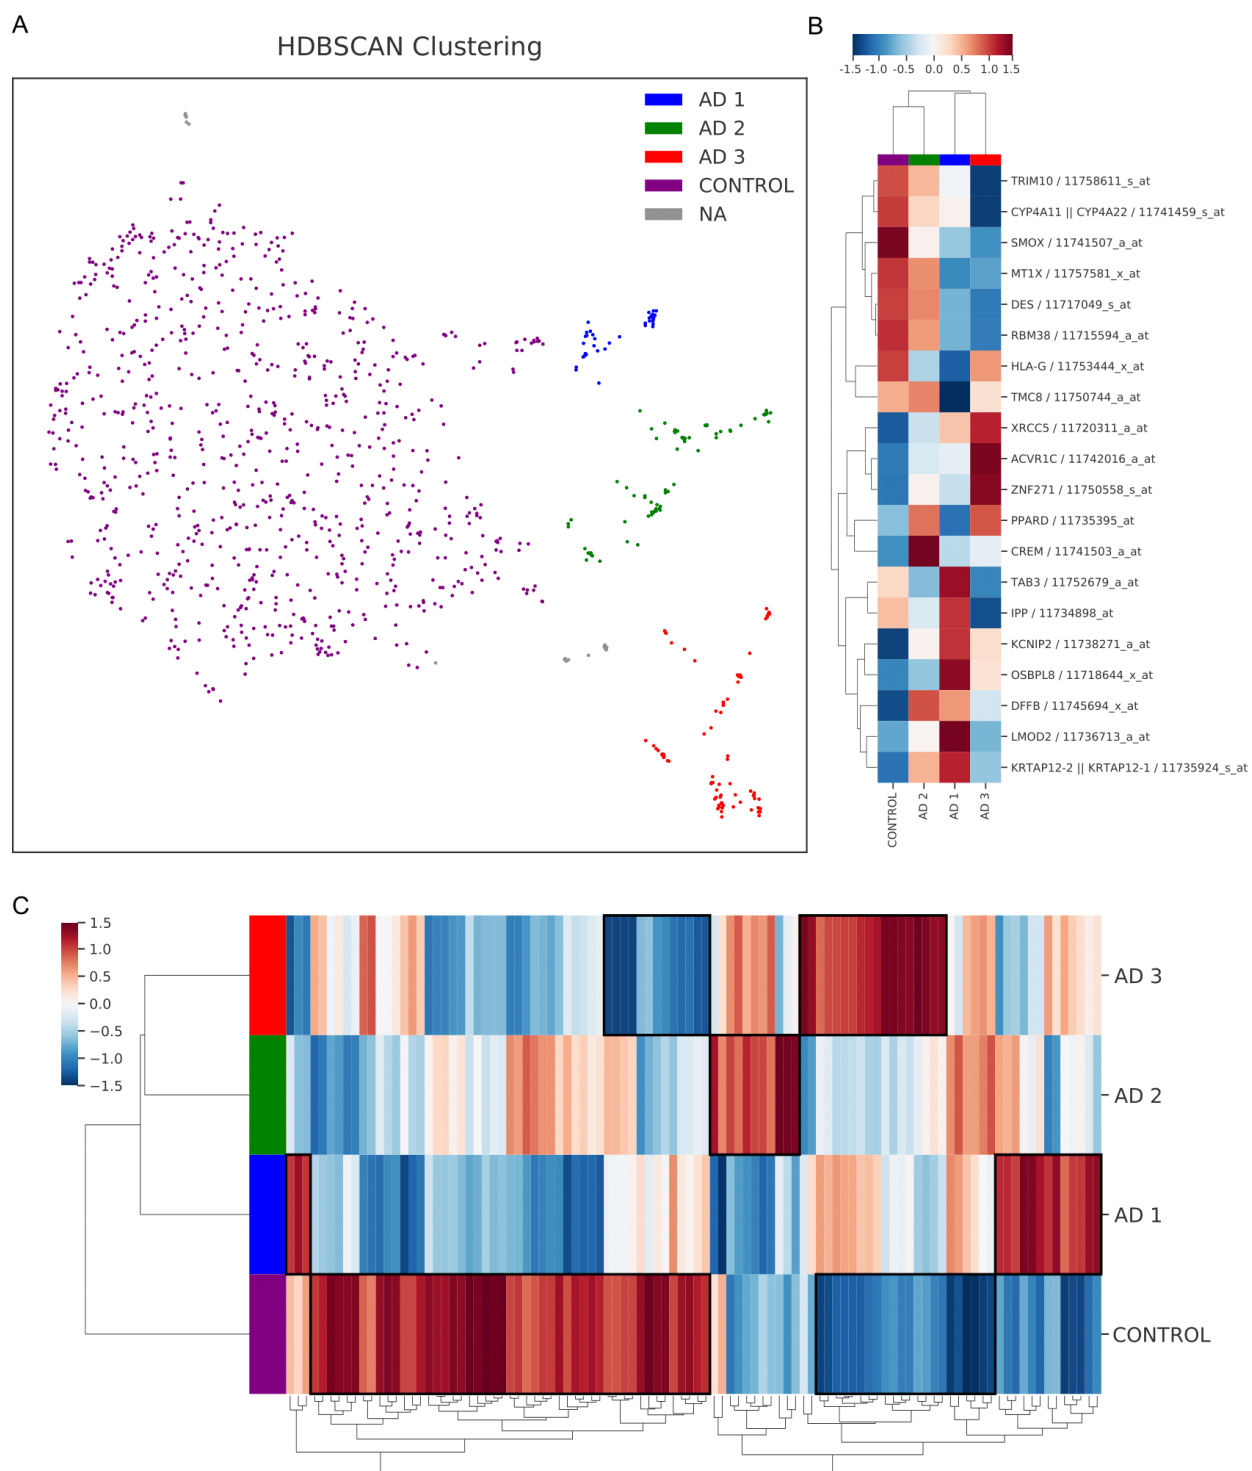 A
HDBSCAN Clustering
AD 1
AD 2
AD 3
CONTROL
NA
B
-1.5 -1.0 -0.5 0.0 0.5 1.0 1.5
TRIM10 / 11758611_s_at
CYP4A11 || CYP4A22 / 11741459_s_at
SMOX / 11741507_a_at
MT1X / 11757581_x_at
DES / 11717049_s_at
RBM38 / 11715594_a_at
HLA-G / 11753444_x_at
TMC8 / 11750744_a_at
XRCC5 / 11720311_a_at
ACVR1C / 11742016_a_at
ZNF271 / 11750558_s_at
PPARD / 11735395_at
CREM / 11741503_a_at
TAB3 / 11752679_a_at
IPP / 11734898_at
KCNIP2 / 11738271_a_at
OSBPL8 / 11718644_x_at
DFFB / 11745694_x_at
LMOD2 / 11736713_a_at
KRTAP12-2 || KRTAP12-1 / 11735924_s_at
CONTROL
AD 2
AD 1
AD 3
C
1.5
1.0
0.5
0.0
−0.5
−1.0
−1.5
AD 3
AD 2
AD 1
CONTROL